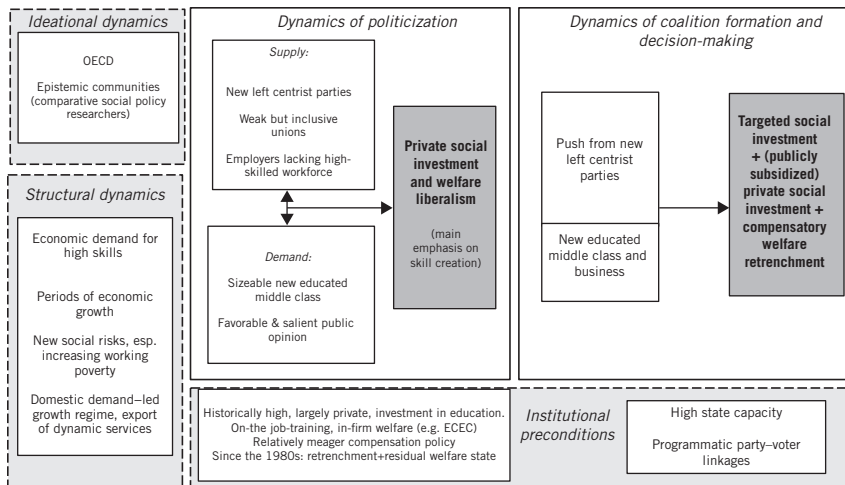 Ideational dynamics
OECD
Epistemic communities
(comparative social policy
researchers)
Structural dynamics
Economic demand for
high skills
Periods of economic
growth
New social risks, esp.
increasing working
poverty
Domestic demand–led
growth regime, export
of dynamic services
Dynamics of politicization
Supply:
New left centrist parties
Weak but inclusive
unions
Employers lacking high-
skilled workforce
Demand:
Sizeable new educated
middle class
Favorable & salient public
opinion
Private social
investment
and welfare
liberalism
(main
emphasis on
skill creation)
Dynamics of coalition formation and
decision-making
Push from new
left centrist
parties
New educated
middle class and
business
Targeted social
investment
+ (publicly
subsidized)
private social
investment +
compensatory
welfare
retrenchment
Historically high, largely private, investment in education.
On-the job-training, in-firm welfare (e.g. ECEC)
Relatively meager compensation policy
Since the 1980s: retrenchment+residual welfare state
Institutional
preconditions
High state capacity
Programmatic party–voter
linkages